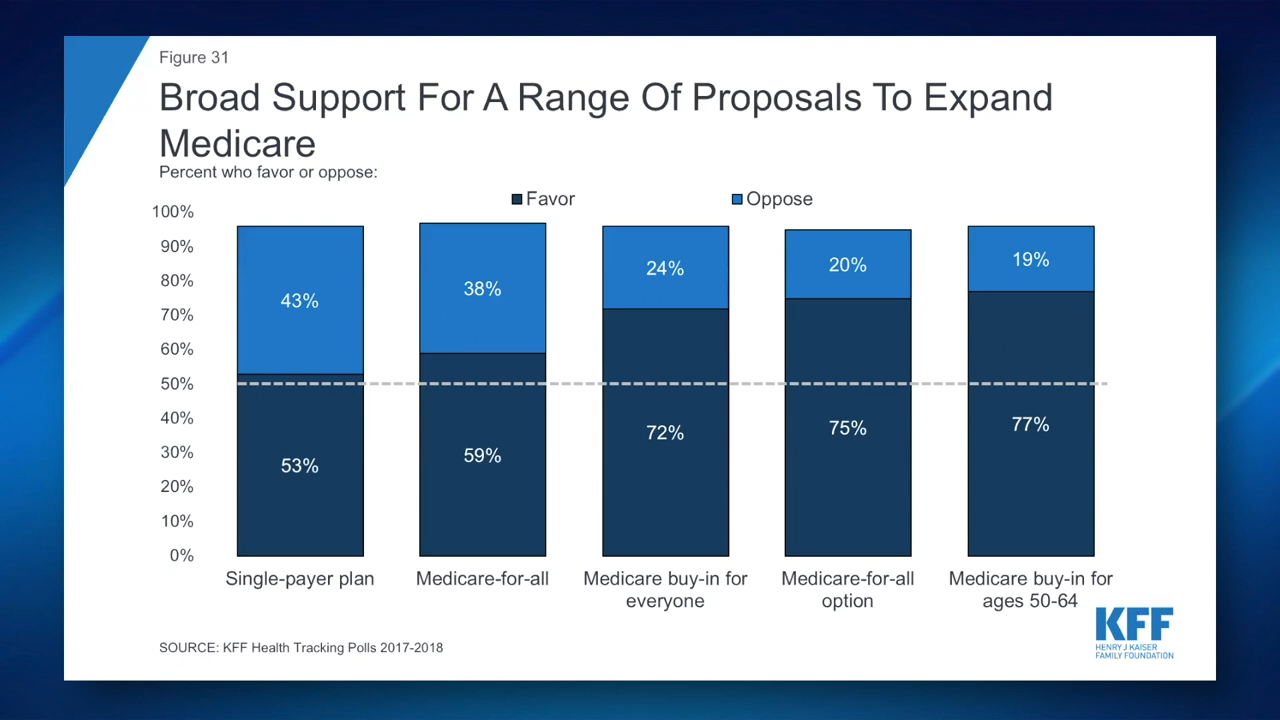 Figure 31
Broad Support For A Range Of Proposals To Expand
Medicare
Percent who favor or oppose:
Favor
Oppose
100%
90%
80%
70%
60%
50%
40%
30%
20%
10%
0%
43%
38%
24%
20%
19%
53%
59%
72%
75%
77%
Single-payer plan
Medicare-for-all
Medicare buy-in for
everyone
Medicare-for-all
option
Medicare buy-in for
ages 50-64
SOURCE: KFF Health Tracking Polls 2017-2018
KFF
HENRY J KAISER
FAMILY FOUNDATION